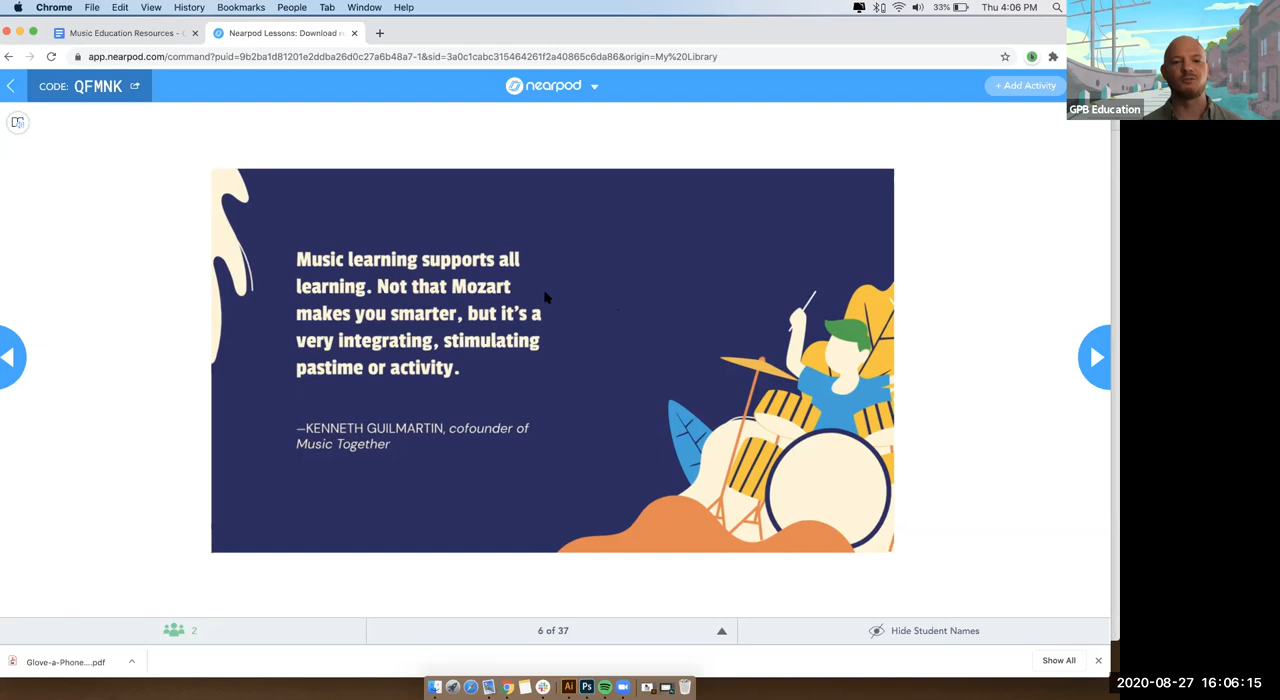 Chrome File Edit View History Bookmarks People Tab Window Help 33% Thu 4:06 PM
Music Education Resources - Nearpod Lessons: Download
app.nearpod.com/command?puid=9b2ba1d81201e2ddba26d0c27a6b48a7-1&sid=3a0c1cabc315464261f2a40865c6da86&origin=My%20Library
CODE: QFMNK nearpod + Add Activity
GPB Education
Music learning supports all
learning. Not that Mozart
makes you smarter, but it's a
very integrating, stimulating
pastime or activity.
—KENNETH GUILMARTIN, cofounder of
Music Together
2 6 of 37 Hide Student Names
Glove-a-Phone....pdf Show All
Ai Ps
2020-08-27 16:06:15